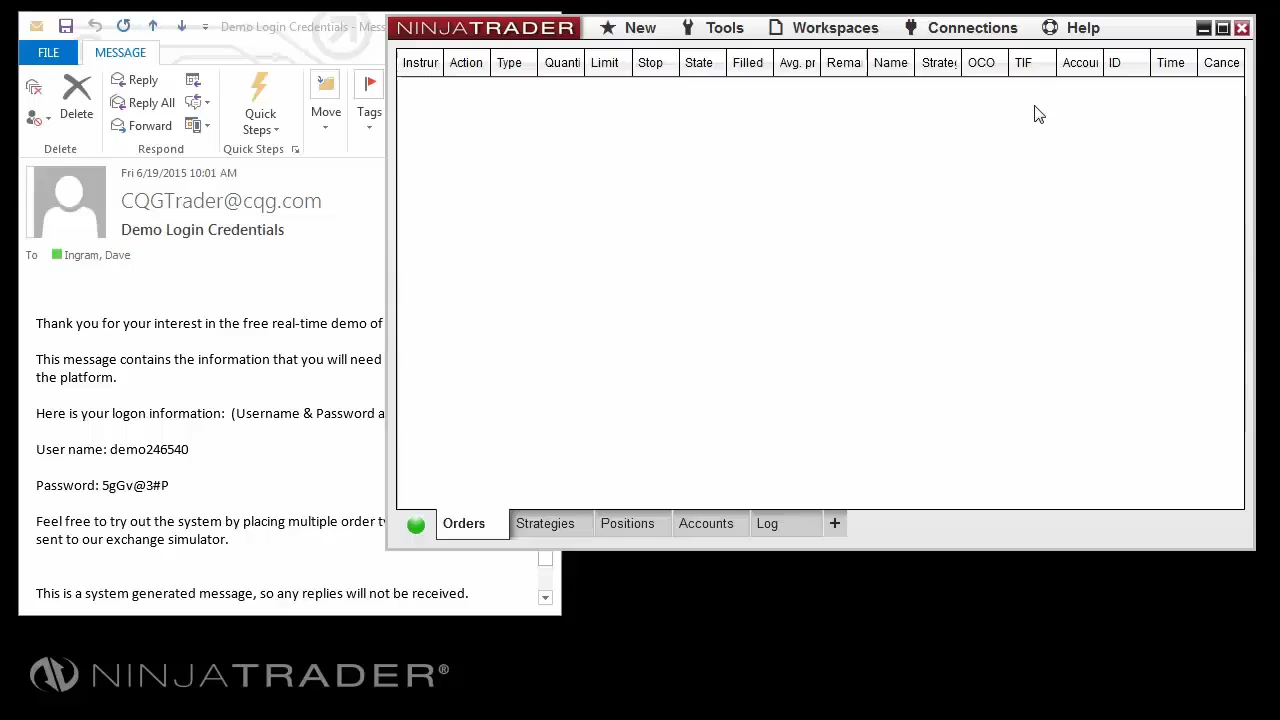 Demo Login Credentials - Mess
FILE
MESSAGE
Reply
Reply All
Forward
Delete
Quick
Steps
Move
Tags
Delete
Respond
Quick Steps
Fri 6/19/2015 10:01 AM
CQGTrader@cqg.com
Demo Login Credentials
To
Ingram, Dave
Thank you for your interest in the free real-time demo of
This message contains the information that you will need
the platform.
Here is your logon information:  (Username & Password a
User name: demo246540
Password: 5gGv@3#P
Feel free to try out the system by placing multiple order ty
sent to our exchange simulator.
This is a system generated message, so any replies will not be received.
NINJATRADER
New
Tools
Workspaces
Connections
Help
Instrur Action Type Quanti Limit Stop State Filled Avg. pr Rema Name Strate OCO TIF Accou ID Time Cance
Orders Strategies Positions Accounts Log +
NINJATRADER®